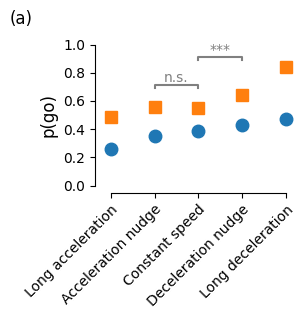 (a)
p(go)
1.0
0.8
0.6
0.4
0.2
0.0
n.s.
***
Long acceleration
Acceleration nudge
Constant speed
Deceleration nudge
Long deceleration